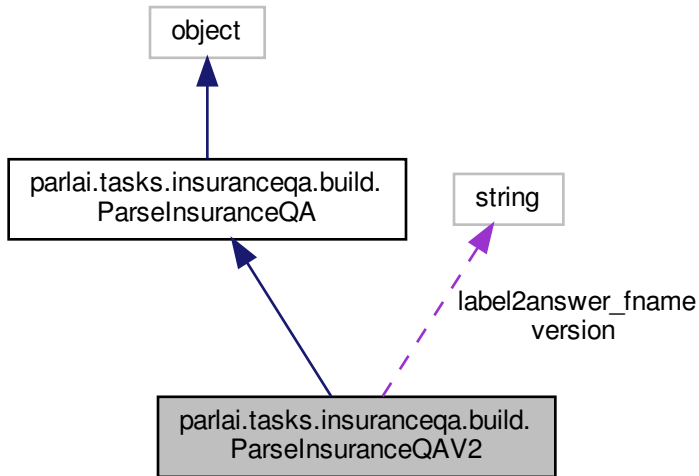 object
parlai.tasks.insuranceqa.build.
ParseInsuranceQA
string
label2answer_fname
version
parlai.tasks.insuranceqa.build.
ParseInsuranceQAV2